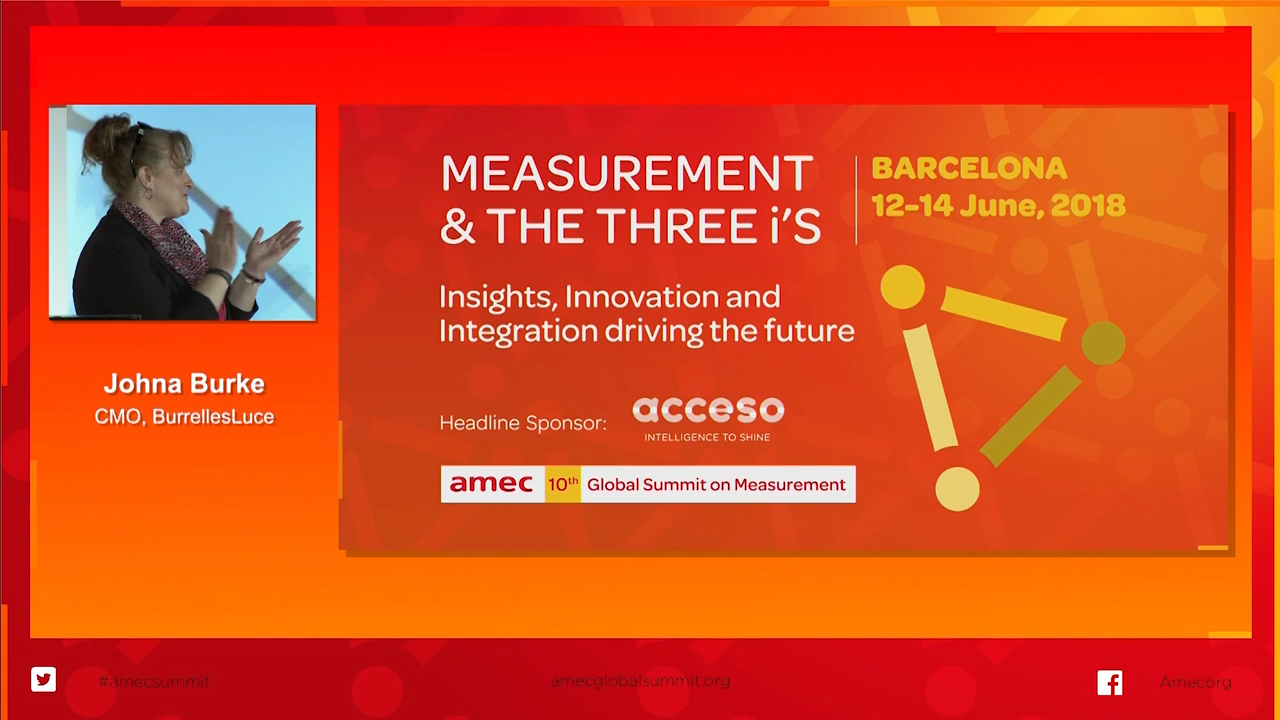 MEASUREMENT
& THE THREE i'S
BARCELONA
12-14 June, 2018
Insights, Innovation and
Integration driving the future
Headline Sponsor:
acceso
INTELLIGENCE TO SHINE
amec 10th Global Summit on Measurement
Johna Burke
CMO, BurrellesLuce
#amecsummit
amecglobalsummit.org
Amecorg